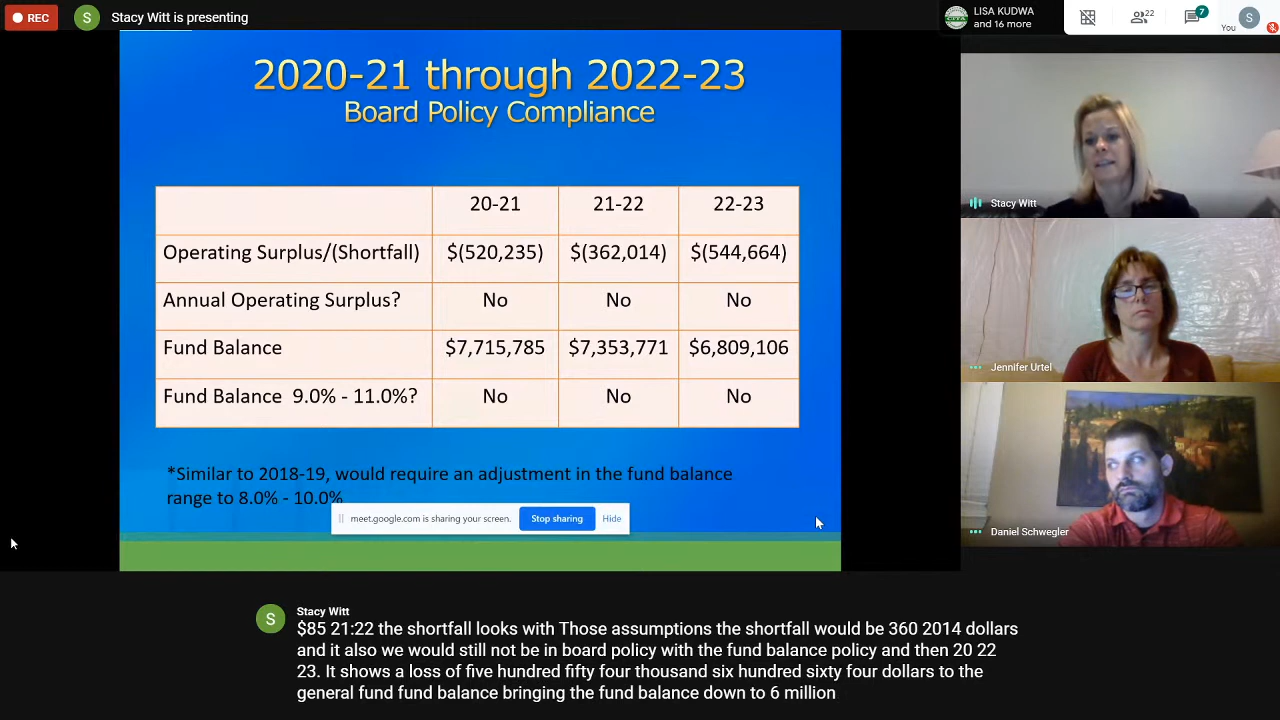 REC
S
Stacy Witt is presenting
LISA KUDWA
and 16 more
22
7
S
You
2020-21 through 2022-23
Board Policy Compliance
20-21 21-22 22-23
Operating Surplus/(Shortfall) $(520,235) $(362,014) $(544,664)
Annual Operating Surplus? No No No
Fund Balance $7,715,785 $7,353,771 $6,809,106
Fund Balance 9.0% - 11.0%? No No No
*Similar to 2018-19, would require an adjustment in the fund balance
range to 8.0% - 10.0%
meet.google.com is sharing your screen. Stop sharing Hide
Stacy Witt
Jennifer Urtel
Daniel Schwegler
S
Stacy Witt
$85 21:22 the shortfall looks with Those assumptions the shortfall would be 360 2014 dollars
and it also we would still not be in board policy with the fund balance policy and then 20 22
23. It shows a loss of five hundred fifty four thousand six hundred sixty four dollars to the
general fund fund balance bringing the fund balance down to 6 million